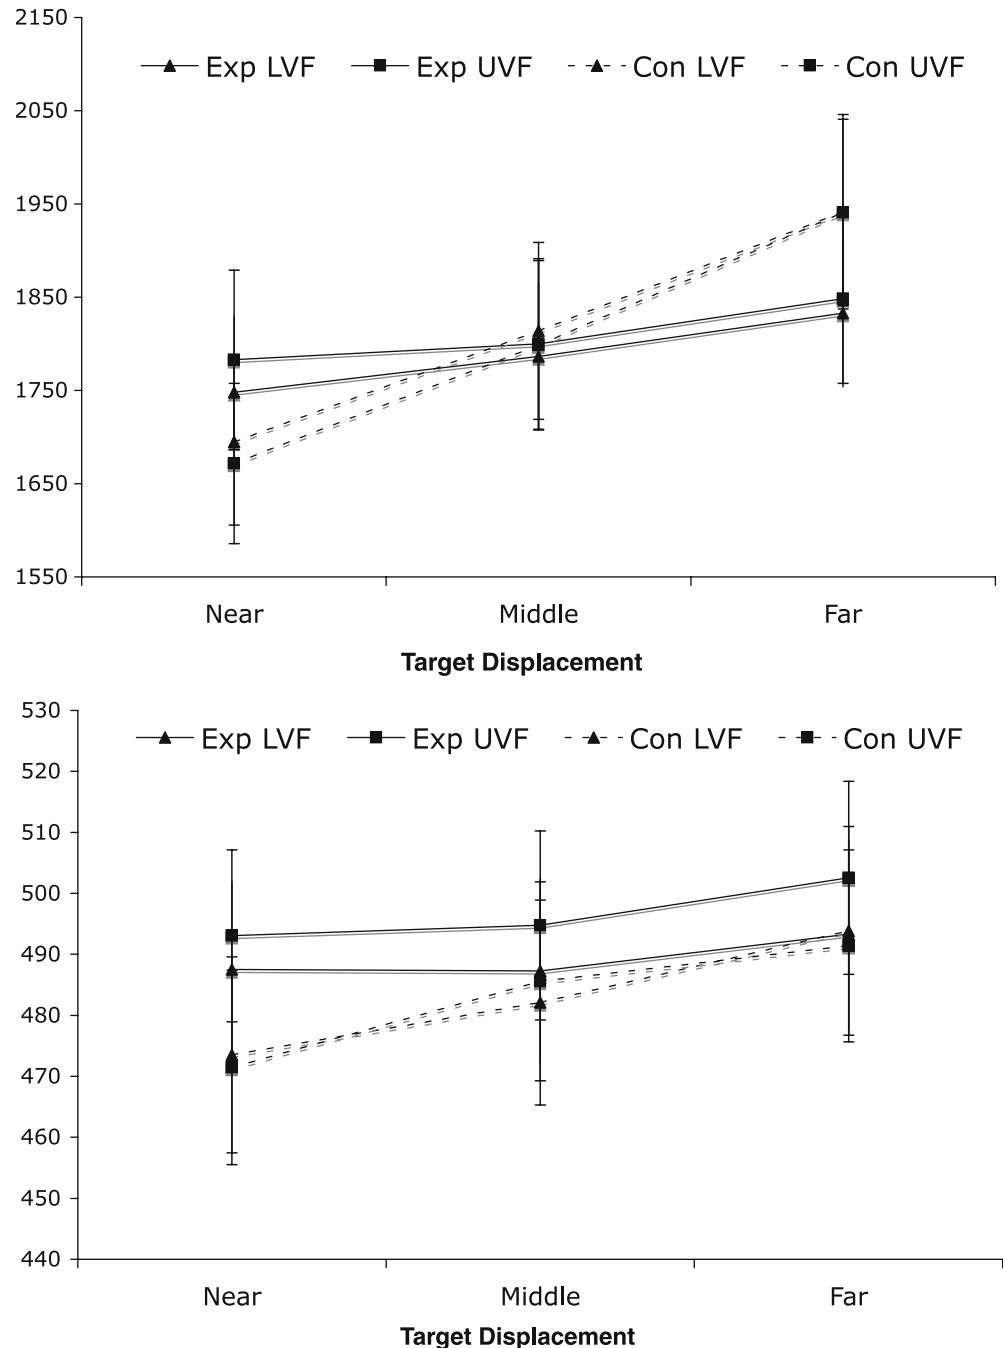 2150
Exp LVF Exp UVF Con LVF Con UVF
2050
1950
1850
1750
1650
1550
Near Middle Far
Target Displacement
530
Exp LVF Exp UVF Con LVF Con UVF
520
510
500
490
480
470
460
450
440
Near Middle Far
Target Displacement